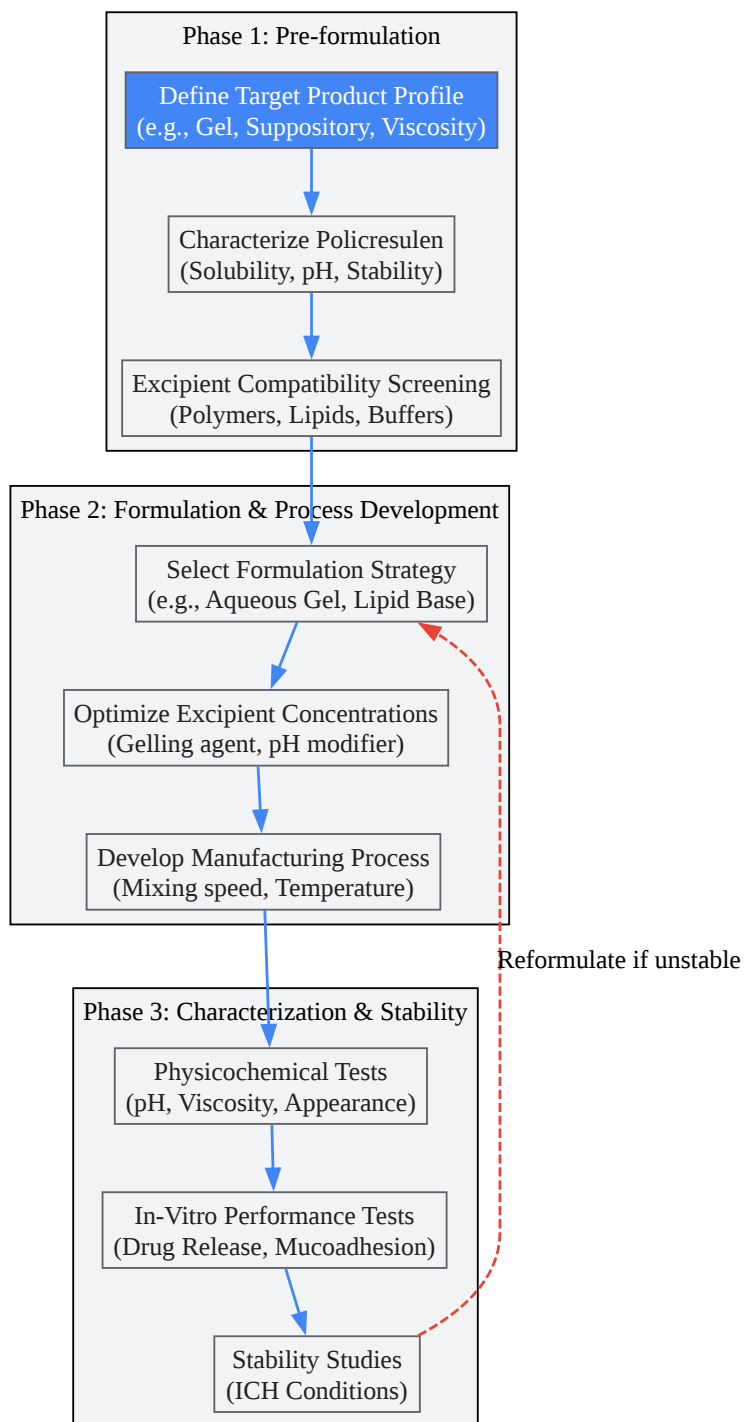 Phase 1: Pre-formulation
Define Target Product Profile
(e.g., Gel, Suppository, Viscosity)
Characterize Policresulen
(Solubility, pH, Stability)
Excipient Compatibility Screening
(Polymers, Lipids, Buffers)
Phase 2: Formulation & Process Development
Select Formulation Strategy
(e.g., Aqueous Gel, Lipid Base)
Optimize Excipient Concentrations
(Gelling agent, pH modifier)
Develop Manufacturing Process
(Mixing speed, Temperature)
Reformulate if unstable
Phase 3: Characterization & Stability
Physicochemical Tests
(pH, Viscosity, Appearance)
In-Vitro Performance Tests
(Drug Release, Mucoadhesion)
Stability Studies
(ICH Conditions)